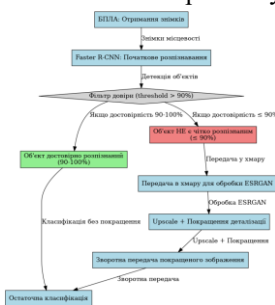 БПЛА: Отримання знімків
Знімки місцевості
Faster R-CNN: Початкове розпізнавання
Детекція об'єктів
Фільтр довіри (threshold > 90%)
Якщо достовірність 90-100%
Якщо достовірність ≤ 90%
Об'єкт достовірно розпізнаний
(90-100%)
Об'єкт НЕ є чітко розпізнаним
(≤ 90%)
Передача у хмару
Передача в хмару для обробки ESRGAN
Обробка ESRGAN
Upscale + Покращення деталізації
Класифікація без покращення
Upscale + Покращення
Зворотна передача покращеного зображення
Зворотна передача
Остаточна класифікація